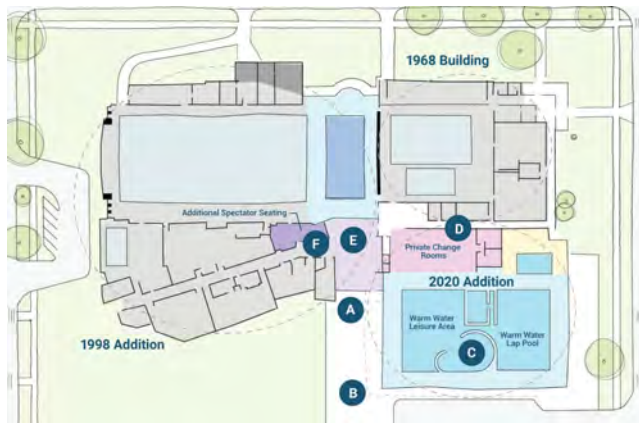 1968 Building
Additional Spectator Seating
F
E
D
Private Change
Rooms
2020 Addition
A
Warm Water
Leisure Area
Warm Water
Lap Pool
C
1998 Addition
B